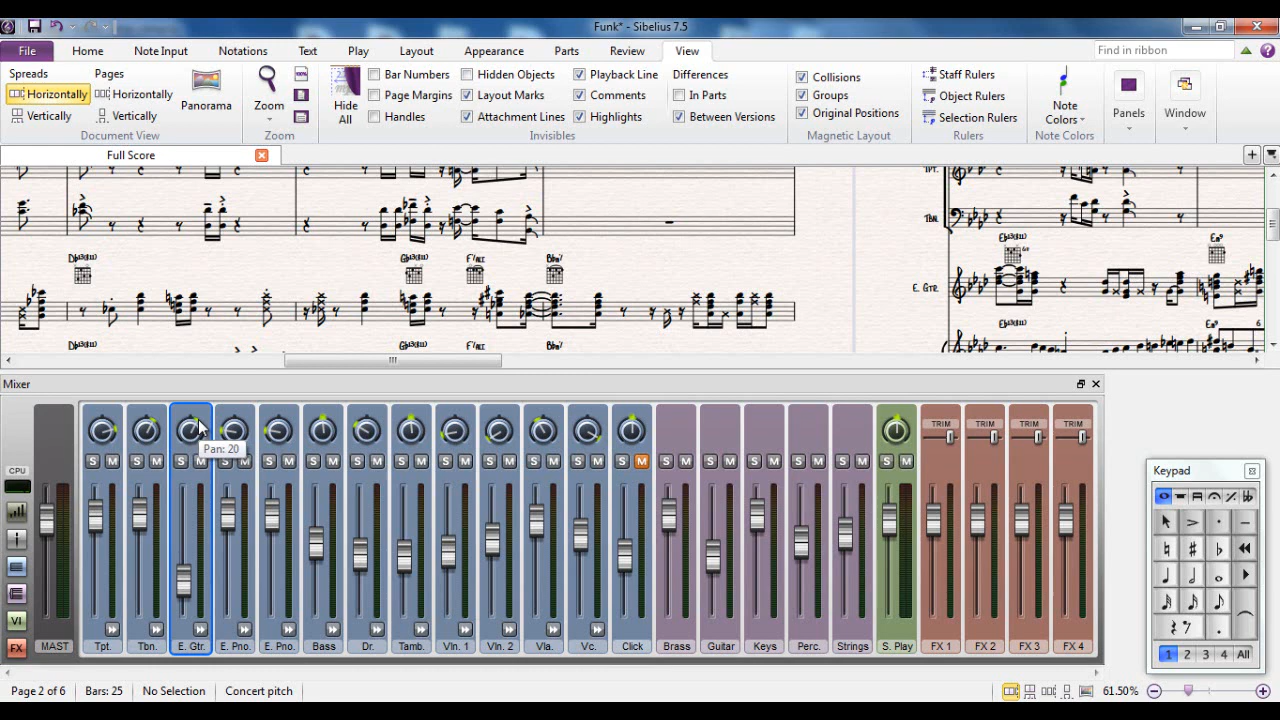 Funk* - Sibelius 7.5
File Home Note Input Notations Text Play Layout Appearance Parts Review View Find in ribbon
Spreads Pages
Horizontally Horizontally
Vertically Vertically
Panorama
Document View
Zoom
Zoom
Hide All
Bar Numbers Hidden Objects Playback Line
Page Margins Layout Marks Comments
Handles Attachment Lines Highlights
Invisibles
Differences
In Parts
Between Versions
Collisions
Groups
Original Positions
Magnetic Layout
Staff Rulers
Object Rulers
Selection Rulers
Rulers
Note Colors
Note Colors
Panels
Window
Full Score
TPT.
TBN.
E. GTR.
Mixer
Pan: 20
TRIM TRIM TRIM TRIM
CPU
S M S M S M S M S M S M S M S M S M S M S M S M S M S M S M S M S M S M S M
VI
FX
MAST Tpt. Tbn. E. Gtr. E. Pno. E. Pno. Bass Dr. Tamb. Vln. 1 Vln. 2 Vla. Vc. Click Brass Guitar Keys Perc. Strings S. Play FX 1 FX 2 FX 3 FX 4
Keypad
1 2 3 4 All
Page 2 of 6 Bars: 25 No Selection Concert pitch 61.50%